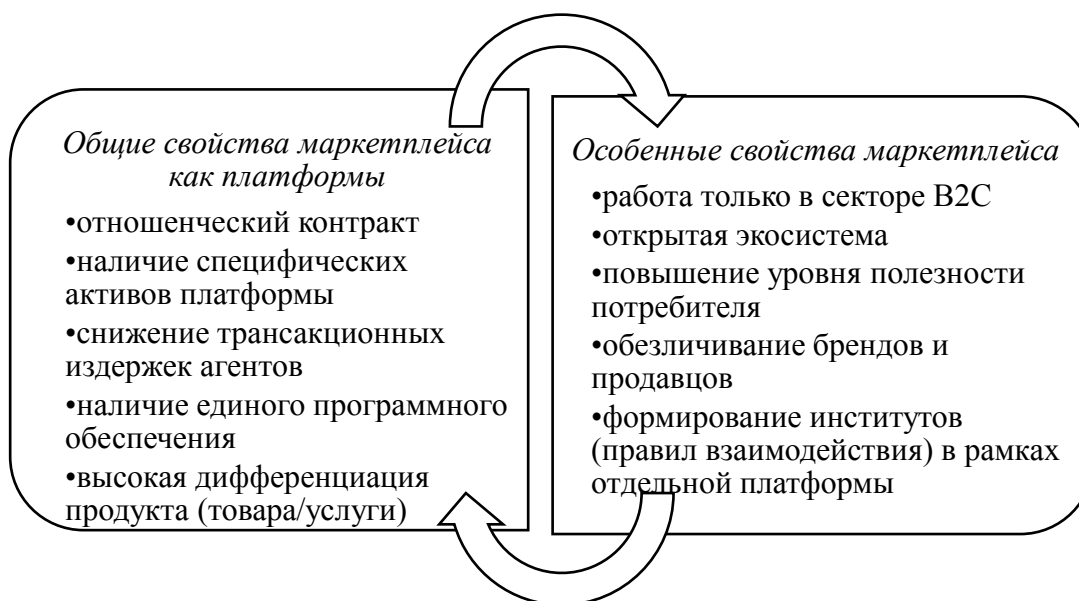 Общие свойства маркетплейса
как платформы
•отношенческий контракт
•наличие специфических
активов платформы
•снижение трансакционных
издержек агентов
•наличие единого программного
обеспечения
•высокая дифференциация
продукта (товара/услуги)
Особенные свойства маркетплейса
•работа только в секторе B2C
•открытая экосистема
•повышение уровня полезности
потребителя
•обезличивание брендов и
продавцов
•формирование институтов
(правил взаимодействия) в рамках
отдельной платформы